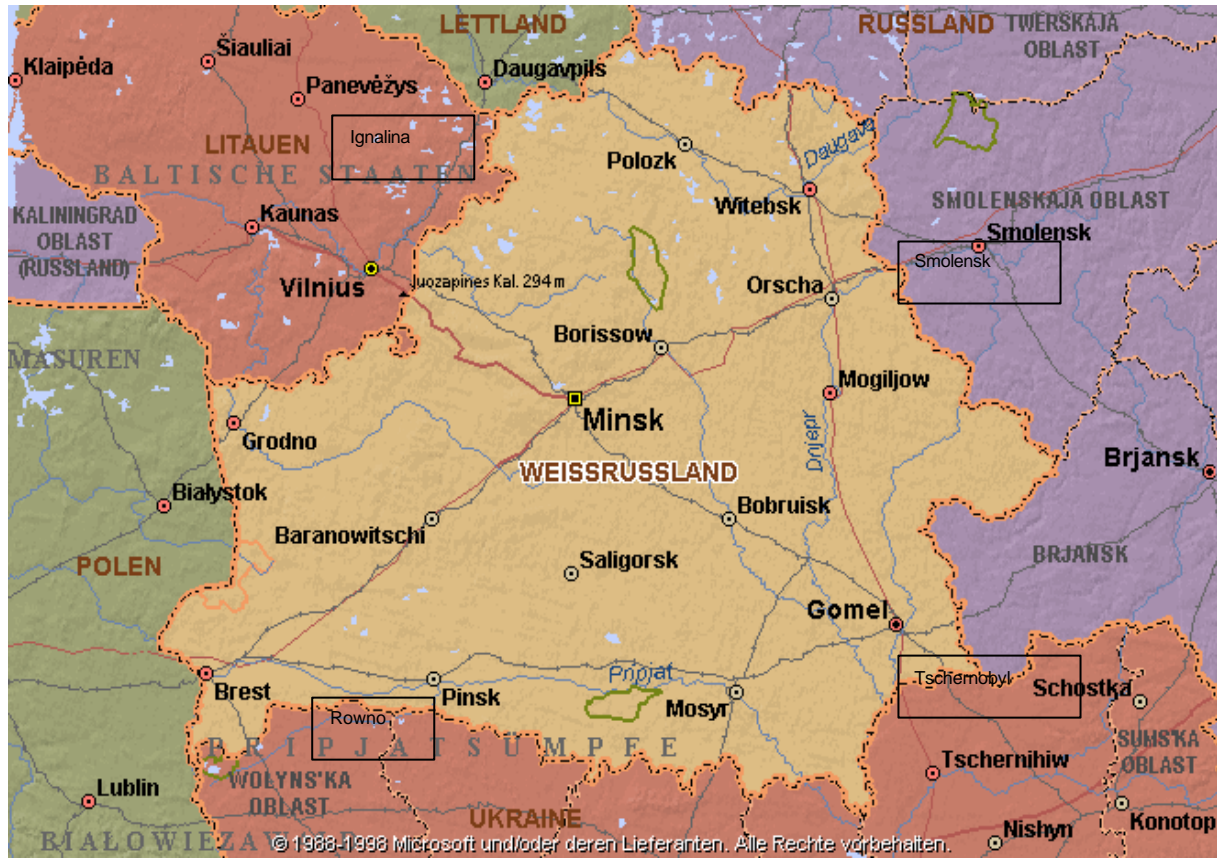 LETTLAND
RUSSLAND
TWERSKAJA
OBLAST
Šiauliai
Klaipėda
Daugavpils
Panevėžys
Ignalina
LITAUEN
BALTISCHE STAATEN
Polozk
Daugava
Witebsk
KALININGRAD
OBLAST
(RUSSLAND)
Kaunas
SMOLENSKAJA OBLAST
Smolensk
Smolensk
Vilnius
Juozapines Kal. 294 m
Orscha
Borissow
MASUREN
Mogiljow
Minsk
Grodno
Dnjepr
Brjansk
WEISSRUSSLAND
Białystok
Baranowitschi
Bobruisk
BRJANSK
POLEN
Saligorsk
Gomel
Pripjat
Tschernobyl
Brest
Pinsk
Schostka
Mosyr
Rowno
PRIPJATSÜMPFE
SUMS'KA
OBLAST
WOLYNS'KA
OBLAST
Tschernihiw
Lublin
UKRAINE
Konotop
BIAŁOWIEZA
Nishyn
© 1988-1998 Microsoft und/oder deren Lieferanten. Alle Rechte vorbehalten.